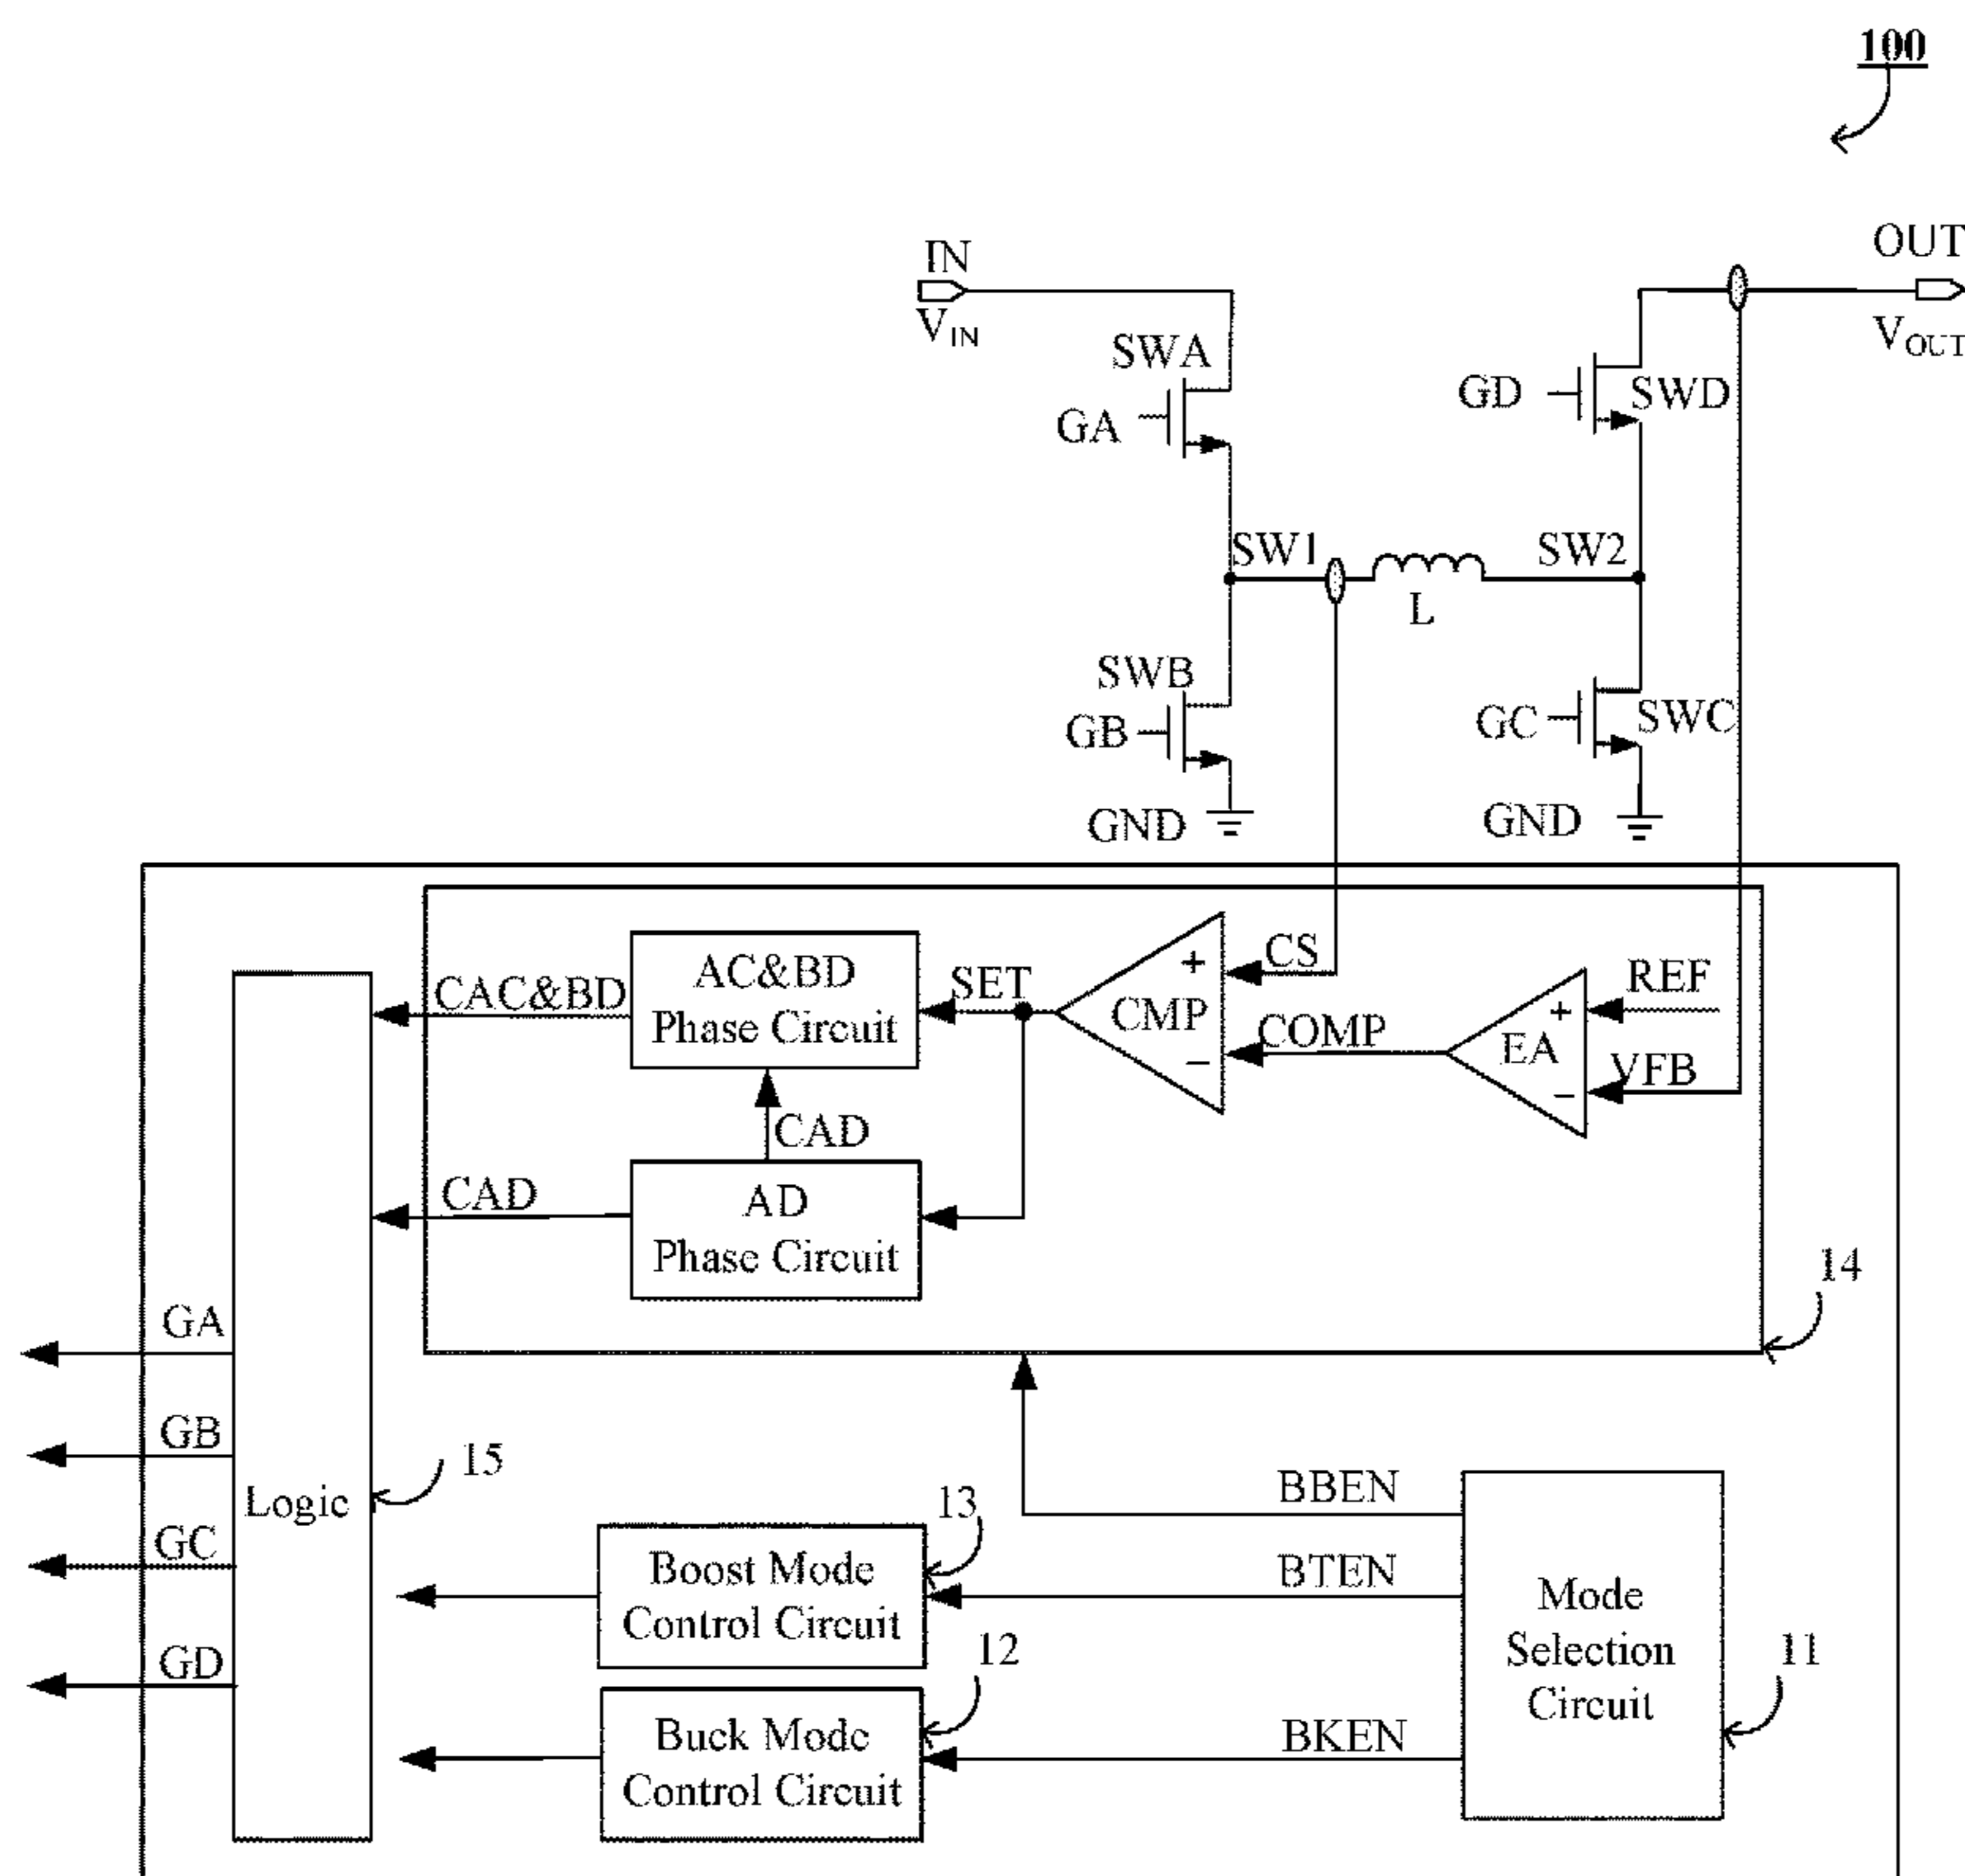 100
IN
VIN
OUT
VOUT
SWA
GA
GD
SWD
SW1
SW2
L
SWB
GB
GC
SWC
GND
GND
CAC&BD
AC&BD
Phase Circuit
SET
+
CMP
−
CS
COMP
+
EA
−
REF
VFB
CAD
CAD
AD
Phase Circuit
14
GA
GB
GC
GD
Logic
15
13
Boost Mode
Control Circuit
12
Buck Mode
Control Circuit
BBEN
BTEN
BKEN
Mode
Selection
Circuit
11